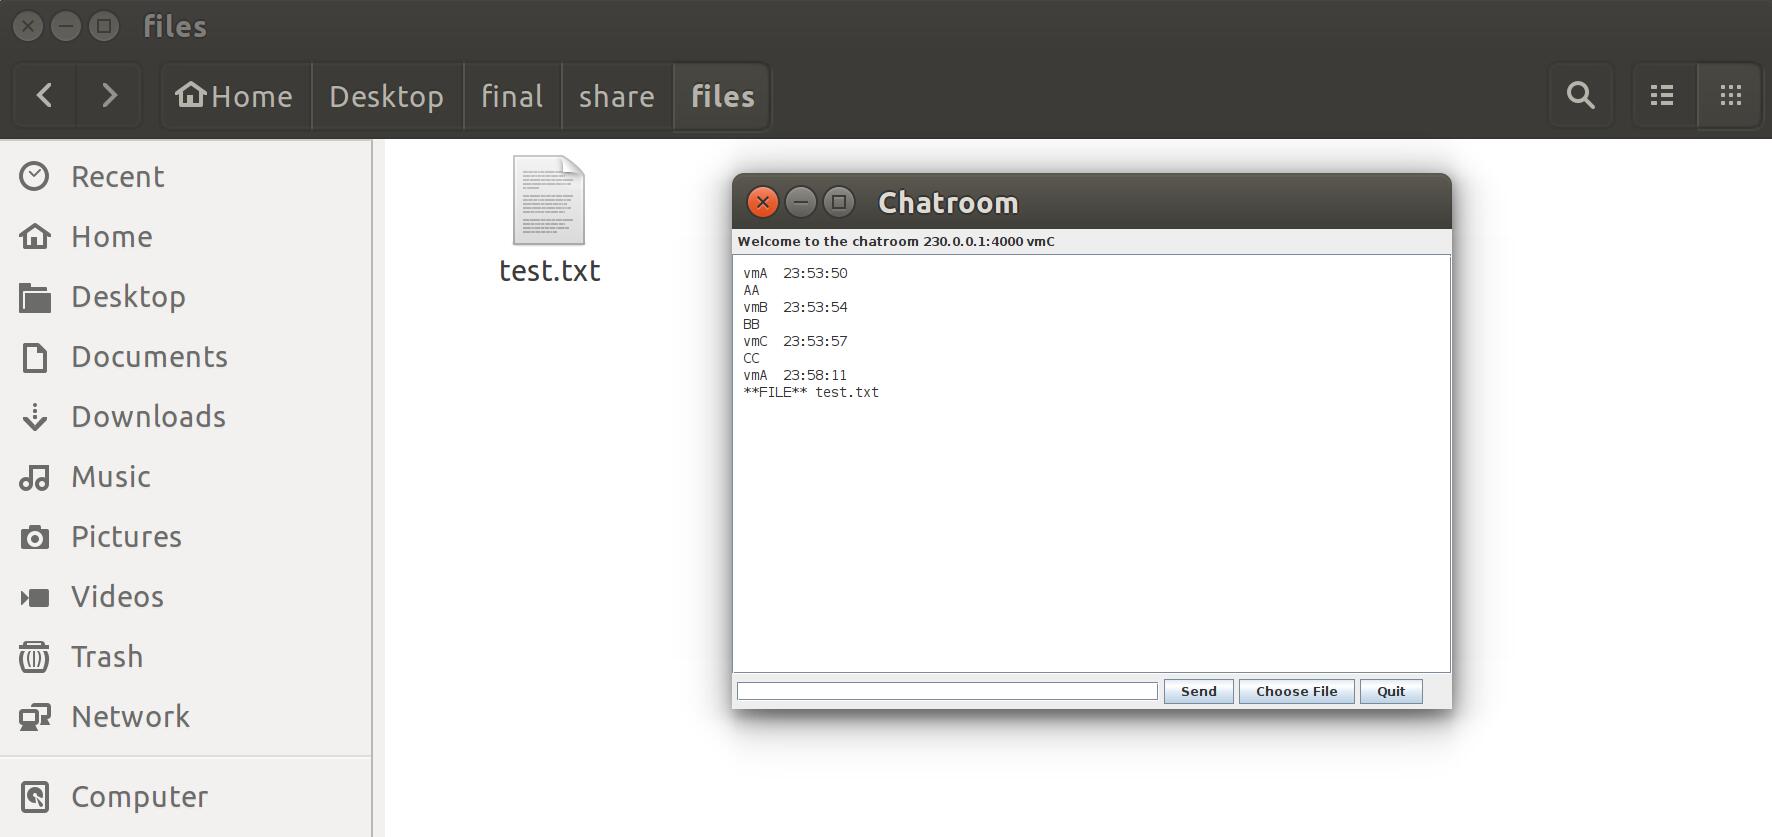 files
Home Desktop final share files
Recent
Home
Desktop
Documents
Downloads
Music
Pictures
Videos
Trash
Network
Computer
test.txt
Chatroom
Welcome to the chatroom 230.0.0.1:4000 vmC
vmA 23:53:50
AA
vmB 23:53:54
BB
vmC 23:53:57
CC
vmA 23:58:11
**FILE** test.txt
Send Choose File Quit